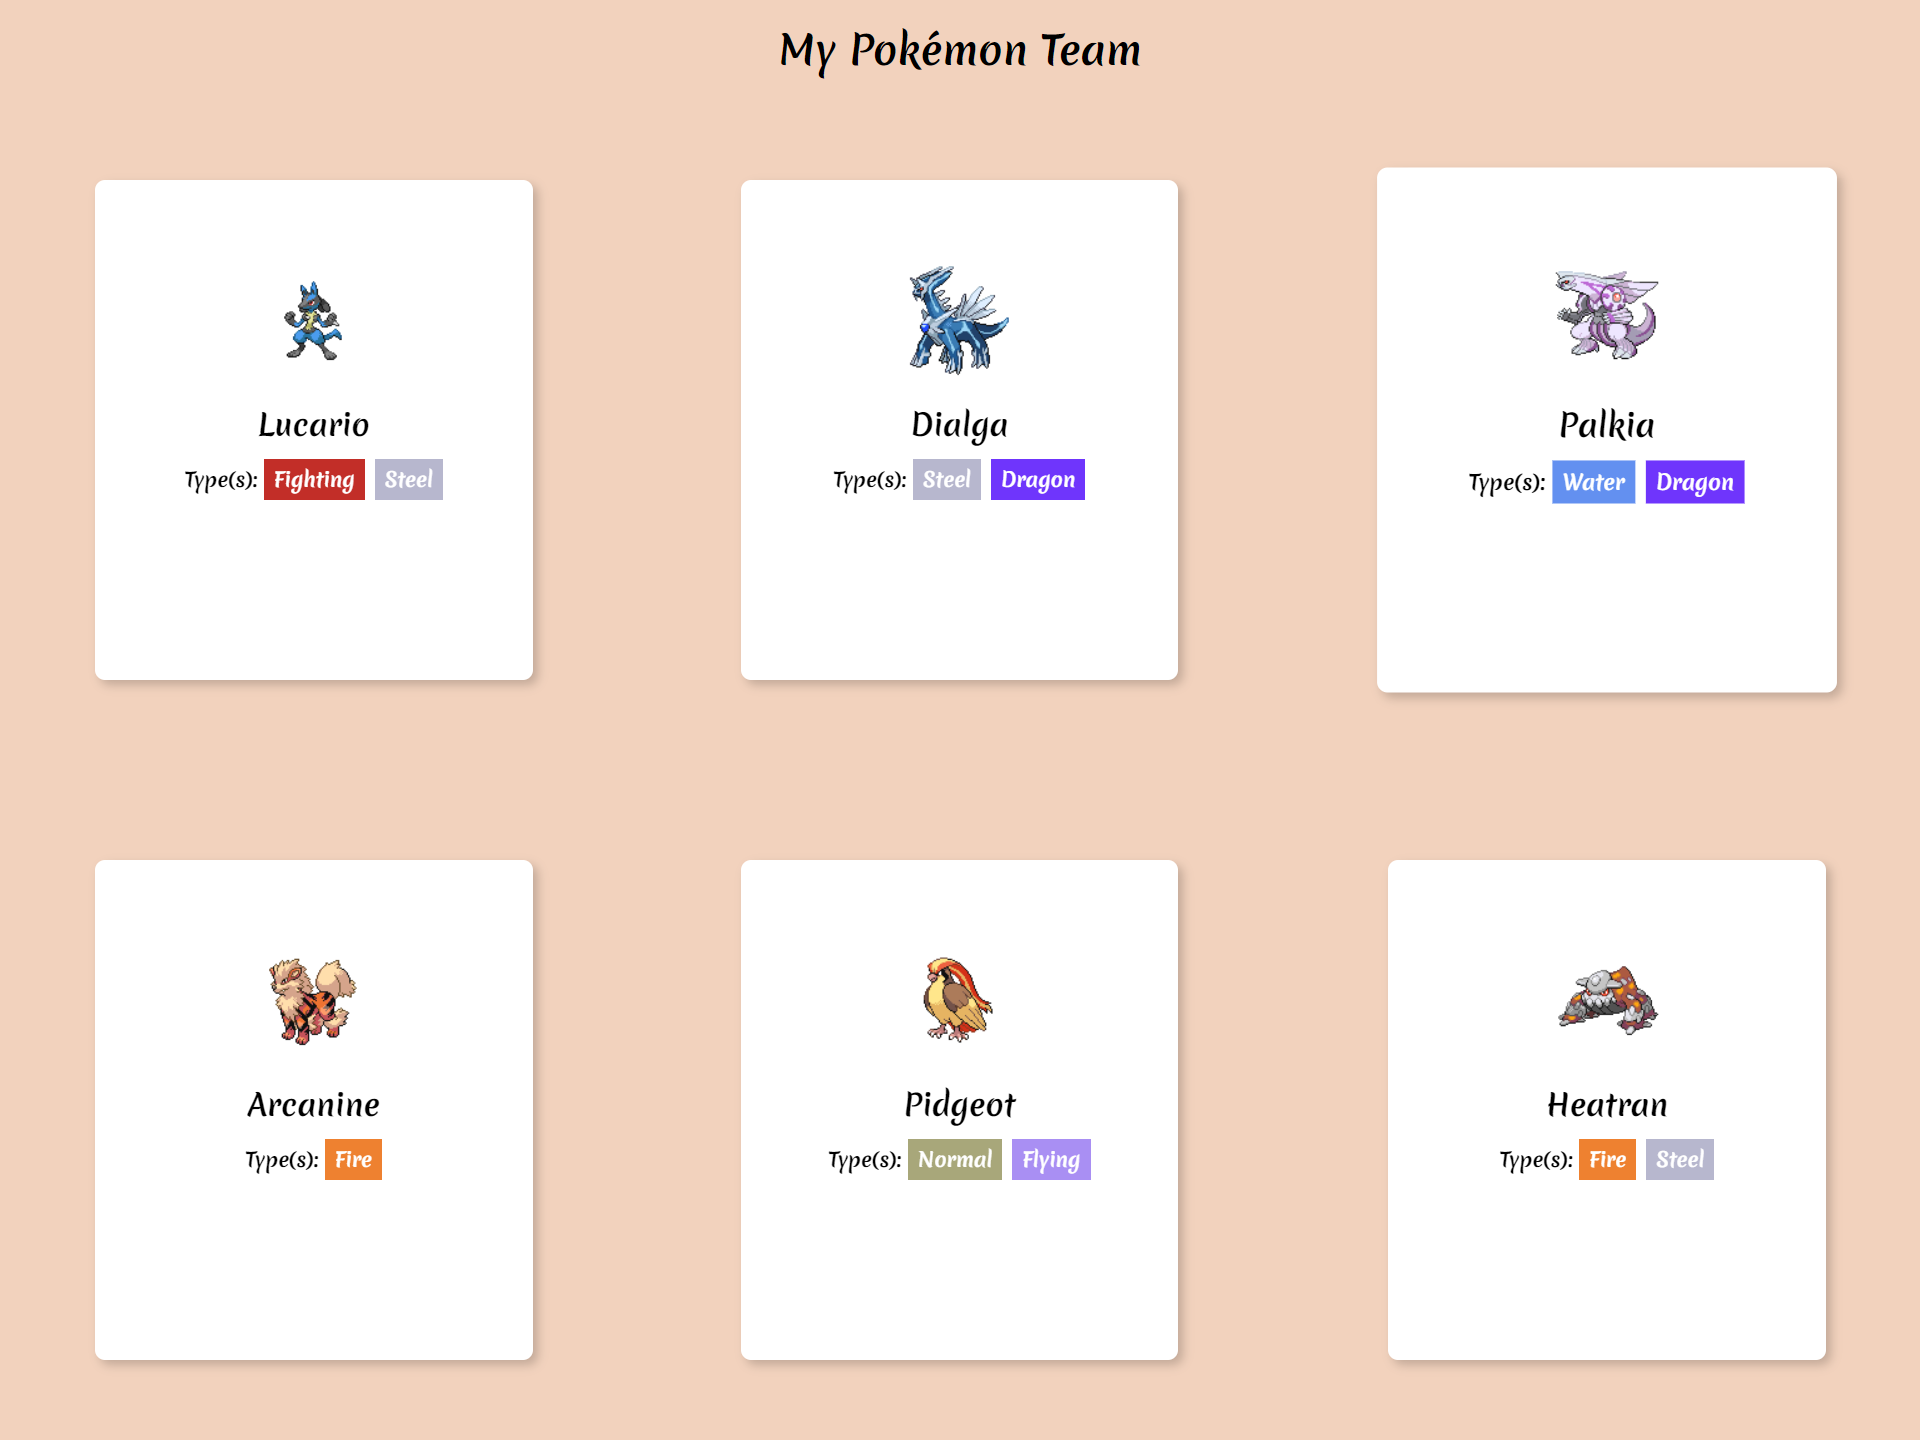 My Pokémon Team
Lucario
Type(s): Fighting Steel
Dialga
Type(s): Steel Dragon
Palkia
Type(s): Water Dragon
Arcanine
Type(s): Fire
Pidgeot
Type(s): Normal Flying
Heatran
Type(s): Fire Steel